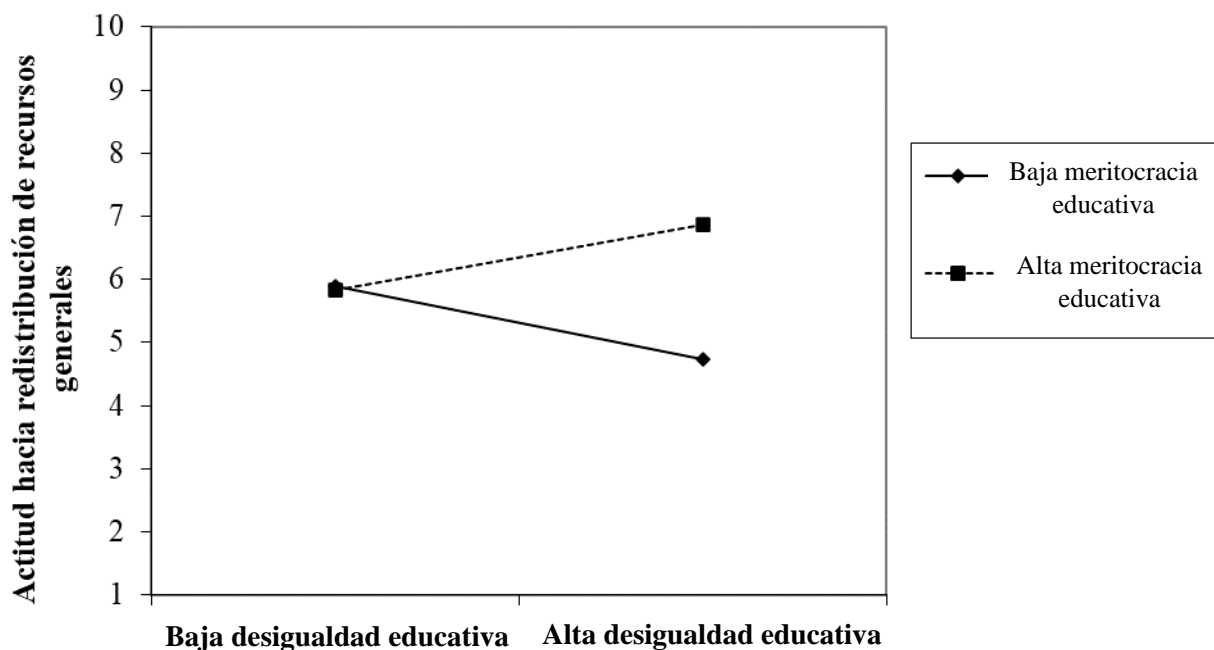 Actitud hacia redistribución de recursos
generales
10
9
8
7
6
5
4
3
2
1
Baja desigualdad educativa
Alta desigualdad educativa
Baja meritocracia
educativa
Alta meritocracia
educativa